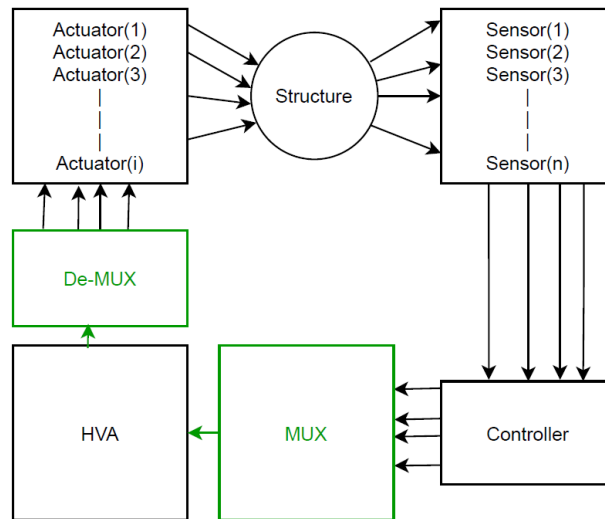 Actuator(1)
Actuator(2)
Actuator(3)
Actuator(i)
Structure
Sensor(1)
Sensor(2)
Sensor(3)
Sensor(n)
De-MUX
HVA
MUX
Controller